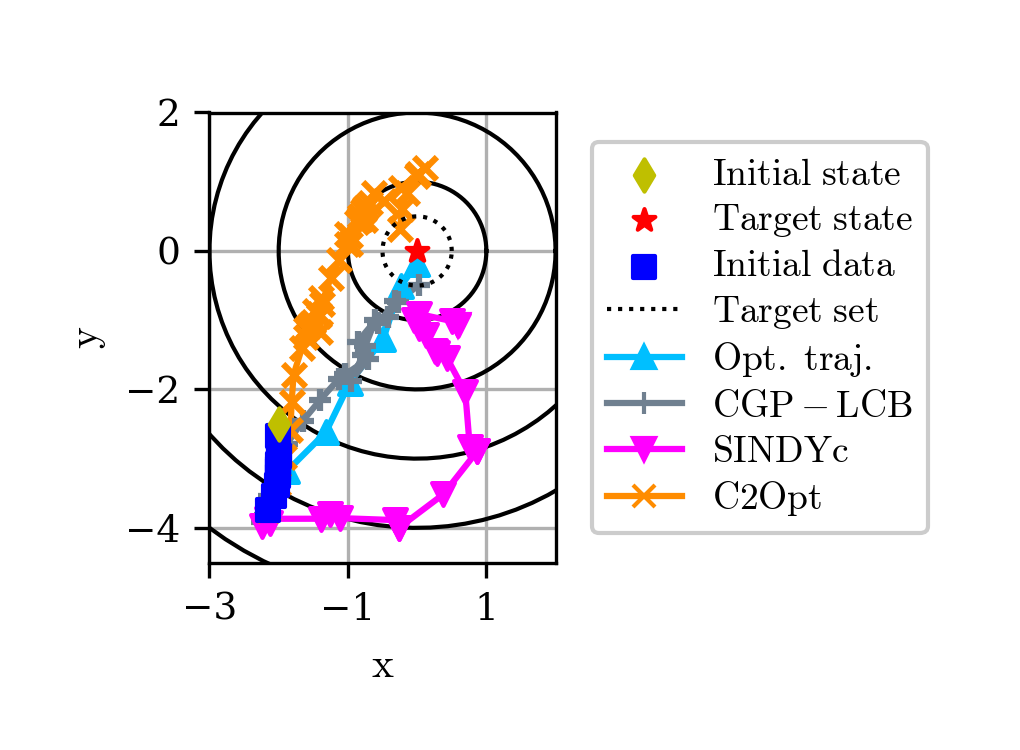 2
0
−2
−4
y
−3
−1
1
x
Initial state
Target state
Initial data
Target set
Opt. traj.
CGP − LCB
SINDYc
C2Opt